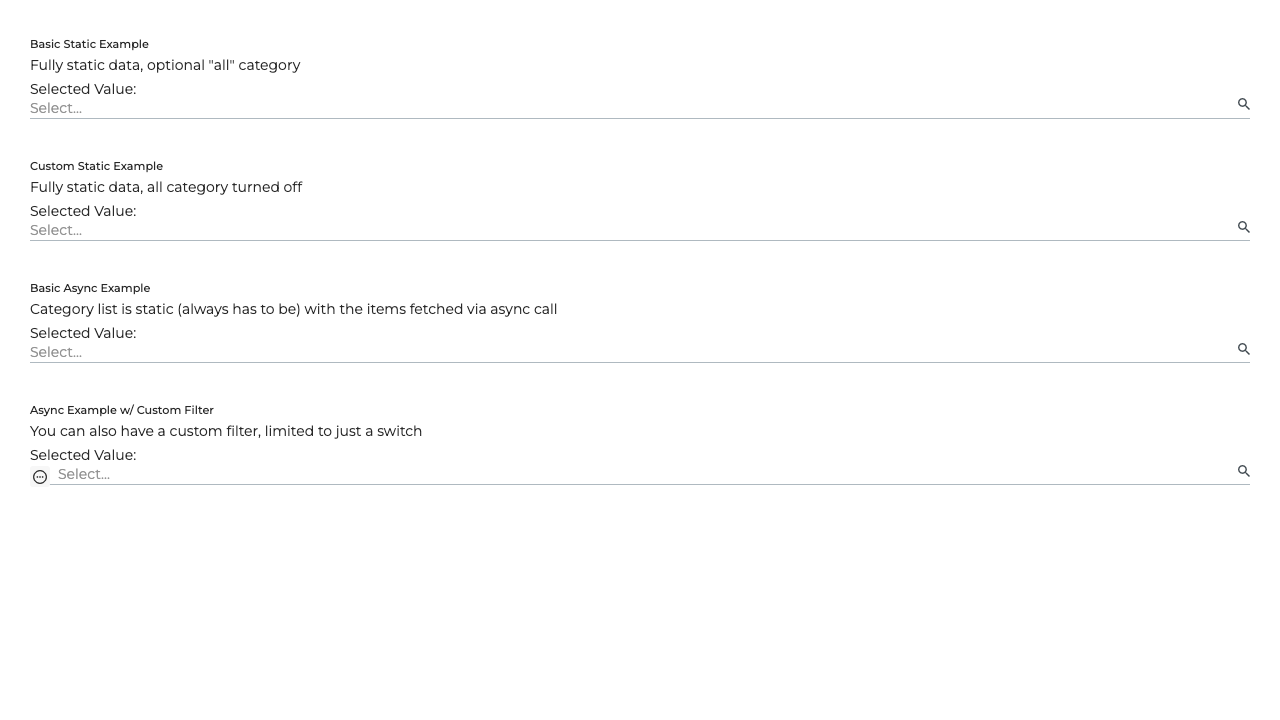 Basic Static Example
Fully static data, optional "all" category
Selected Value:
Select...
Custom Static Example
Fully static data, all category turned off
Selected Value:
Select...
Basic Async Example
Category list is static (always has to be) with the items fetched via async call
Selected Value:
Select...
Async Example w/ Custom Filter
You can also have a custom filter, limited to just a switch
Selected Value:
Select...